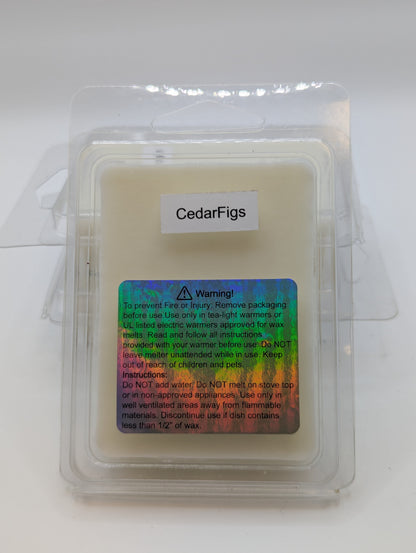 CedarFigs
Warning!
To prevent Fire or Injury: Remove packaging
before use.Use only in tea-light warmers or
UL listed electric warmers approved for wax
melts. Read and follow all instructions
provided with your warmer before use. Do NOT
leave melter unattended while in use. Keep
out of reach of children and pets.
Instructions:
Do NOT add water. Do NOT melt on stove top
or in non-approved appliances. Use only in
well ventilated areas away from flammable
materials. Discontinue use if dish contains
less than 1/2" of wax.